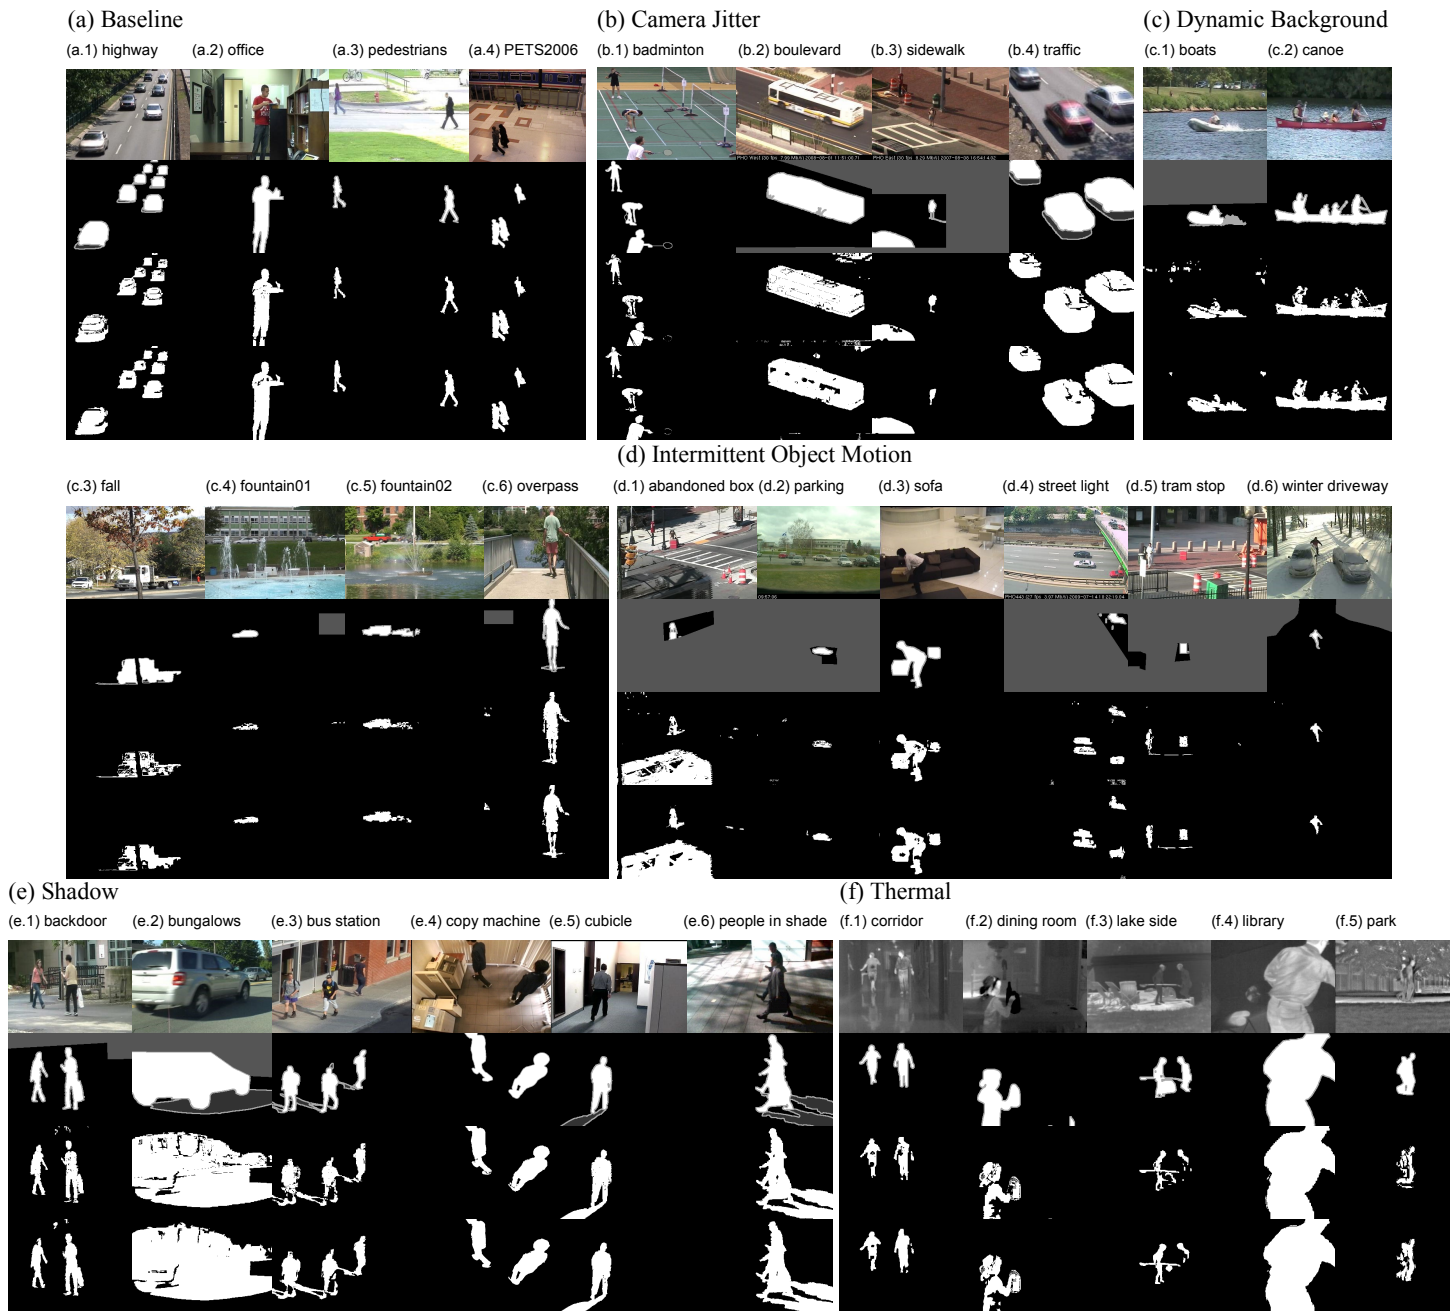 (a) Baseline
(b) Camera Jitter
(c) Dynamic Background
(a.1) highway
(a.2) office
(a.3) pedestrians
(a.4) PETS2006
(b.1) badminton
(b.2) boulevard
(b.3) sidewalk
(b.4) traffic
(c.1) boats
(c.2) canoe
(d) Intermittent Object Motion
(c.3) fall
(c.4) fountain01
(c.5) fountain02
(c.6) overpass
(d.1) abandoned box
(d.2) parking
(d.3) sofa
(d.4) street light
(d.5) tram stop
(d.6) winter driveway
(e) Shadow
(f) Thermal
(e.1) backdoor
(e.2) bungalows
(e.3) bus station
(e.4) copy machine
(e.5) cubicle
(e.6) people in shade
(f.1) corridor
(f.2) dining room
(f.3) lake side
(f.4) library
(f.5) park